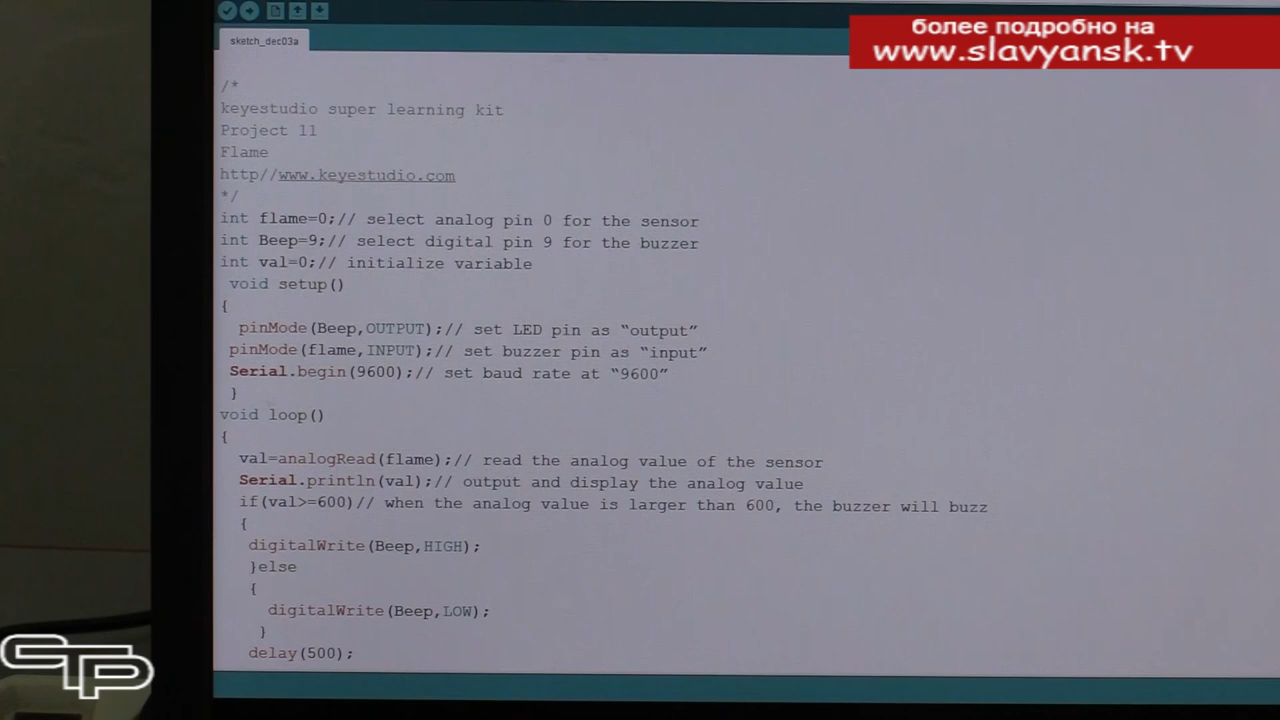 более подробно на
www.slavyansk.tv
sketch_dec03a
/*
keyestudio super learning kit
Project 11
Flame
http//www.keyestudio.com
*/
int flame=0;// select analog pin 0 for the sensor
int Beep=9;// select digital pin 9 for the buzzer
int val=0;// initialize variable
void setup()
{
pinMode(Beep,OUTPUT);// set LED pin as “output”
pinMode(flame,INPUT);// set buzzer pin as “input”
Serial.begin(9600);// set baud rate at “9600”
}
void loop()
{
val=analogRead(flame);// read the analog value of the sensor
Serial.println(val);// output and display the analog value
if(val>=600)// when the analog value is larger than 600, the buzzer will buzz
{
digitalWrite(Beep,HIGH);
}else
{
digitalWrite(Beep,LOW);
}
delay(500);
СТР